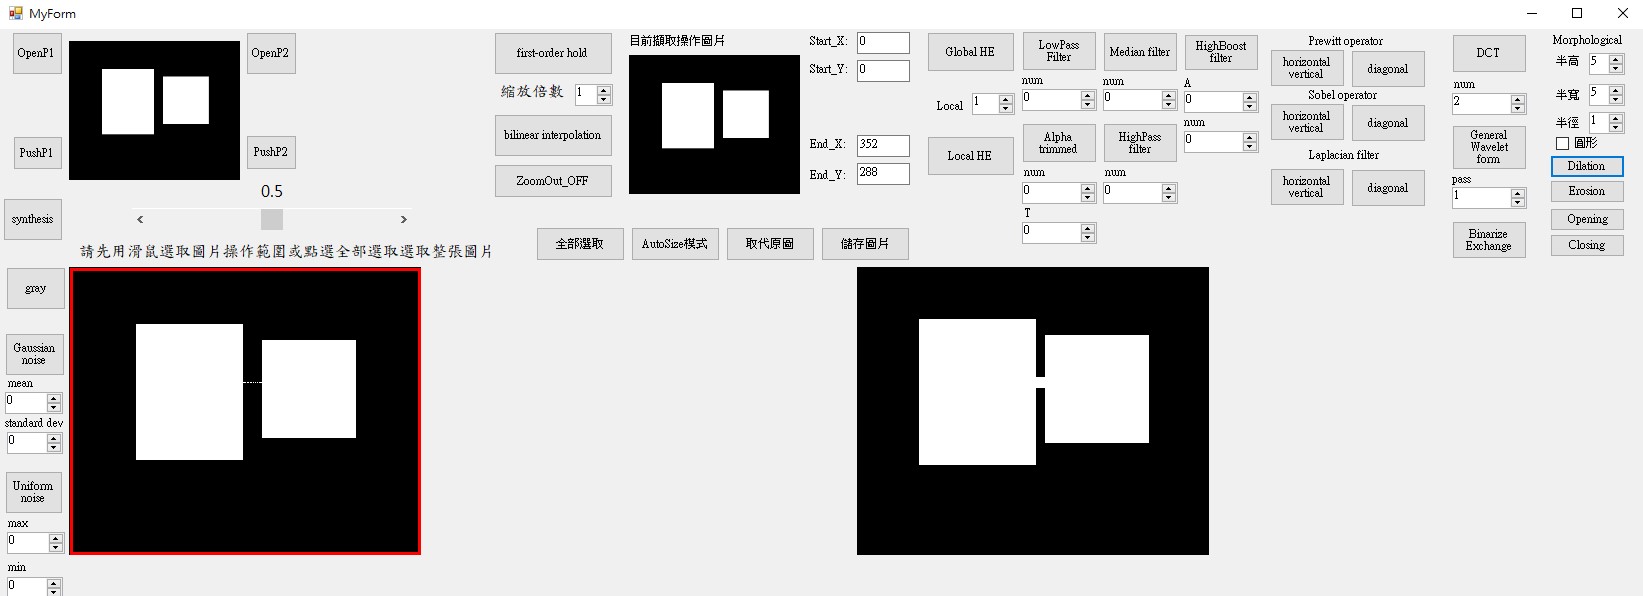 MyForm
OpenP1
OpenP2
PushP1
PushP2
0.5
synthesis
請先用滑鼠選取圖片操作範圍或點選全部選取選取整張圖片
first-order hold
縮放倍數 1
bilinear interpolation
ZoomOut_OFF
目前擷取操作圖片
Start_X: 0
Start_Y: 0
End_X: 352
End_Y: 288
全部選取
AutoSize模式
取代原圖
儲存圖片
Global HE
Local 1
Local HE
LowPass
Filter
num
0
Alpha
trimmed
num
0
T
0
Median filter
num
0
HighPass
filter
num
0
HighBoost
filter
A
0
num
0
Prewitt operator
horizontal
vertical
diagonal
Sobel operator
horizontal
vertical
diagonal
Laplacian filter
horizontal
vertical
diagonal
DCT
num
2
General
Wavelet
form
pass
1
Binarize
Exchange
Morphological
半高 5
半寬 5
半徑 1
圓形
Dilation
Erosion
Opening
Closing
gray
Gaussian
noise
mean
0
standard dev
0
Uniform
noise
max
0
min
0